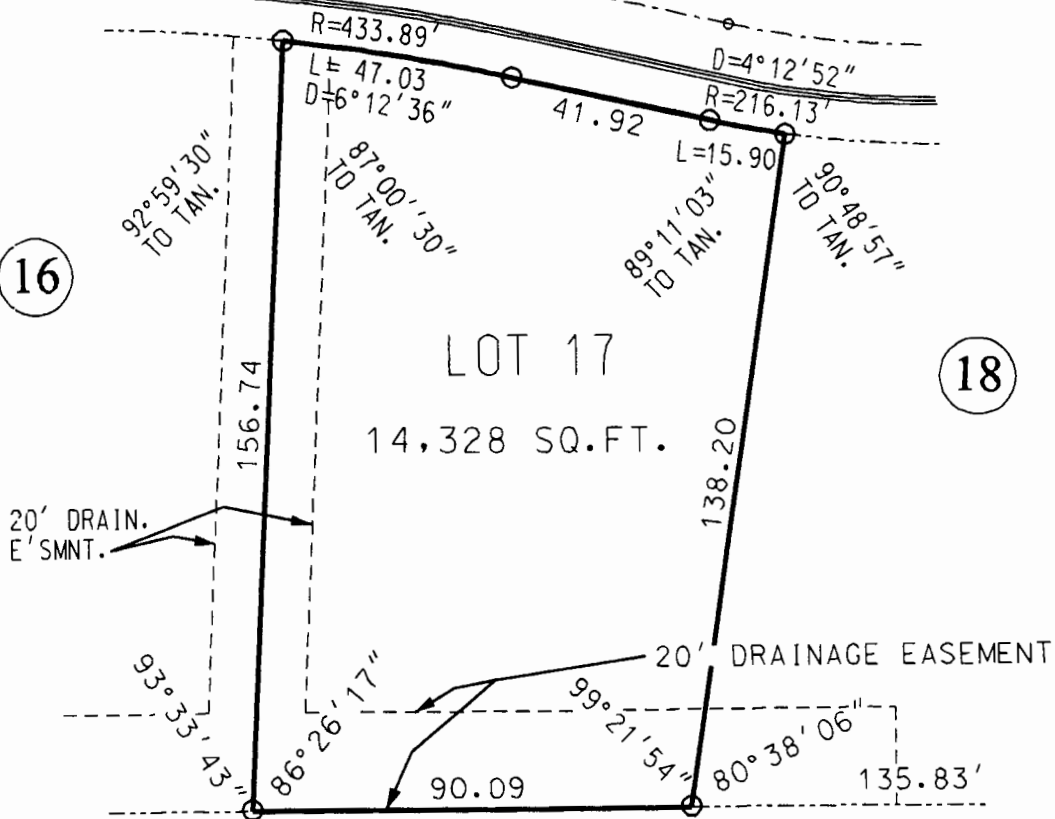 R=433.89'
L= 47.03
D=6°12'36"
D=4°12'52"
R=216.13'
41.92
L=15.90
92°59'30"
TO TAN.
87°00''30"
TO TAN.
89°11'03"
TO TAN.
90°48'57"
TO TAN.
16
LOT 17
18
14,328 SQ.FT.
156.74
138.20
20' DRAIN.
E'SMNT.
20' DRAINAGE EASEMENT
93°33'43"
86°26'17"
99°21'54"
80°38'06"
90.09
135.83'